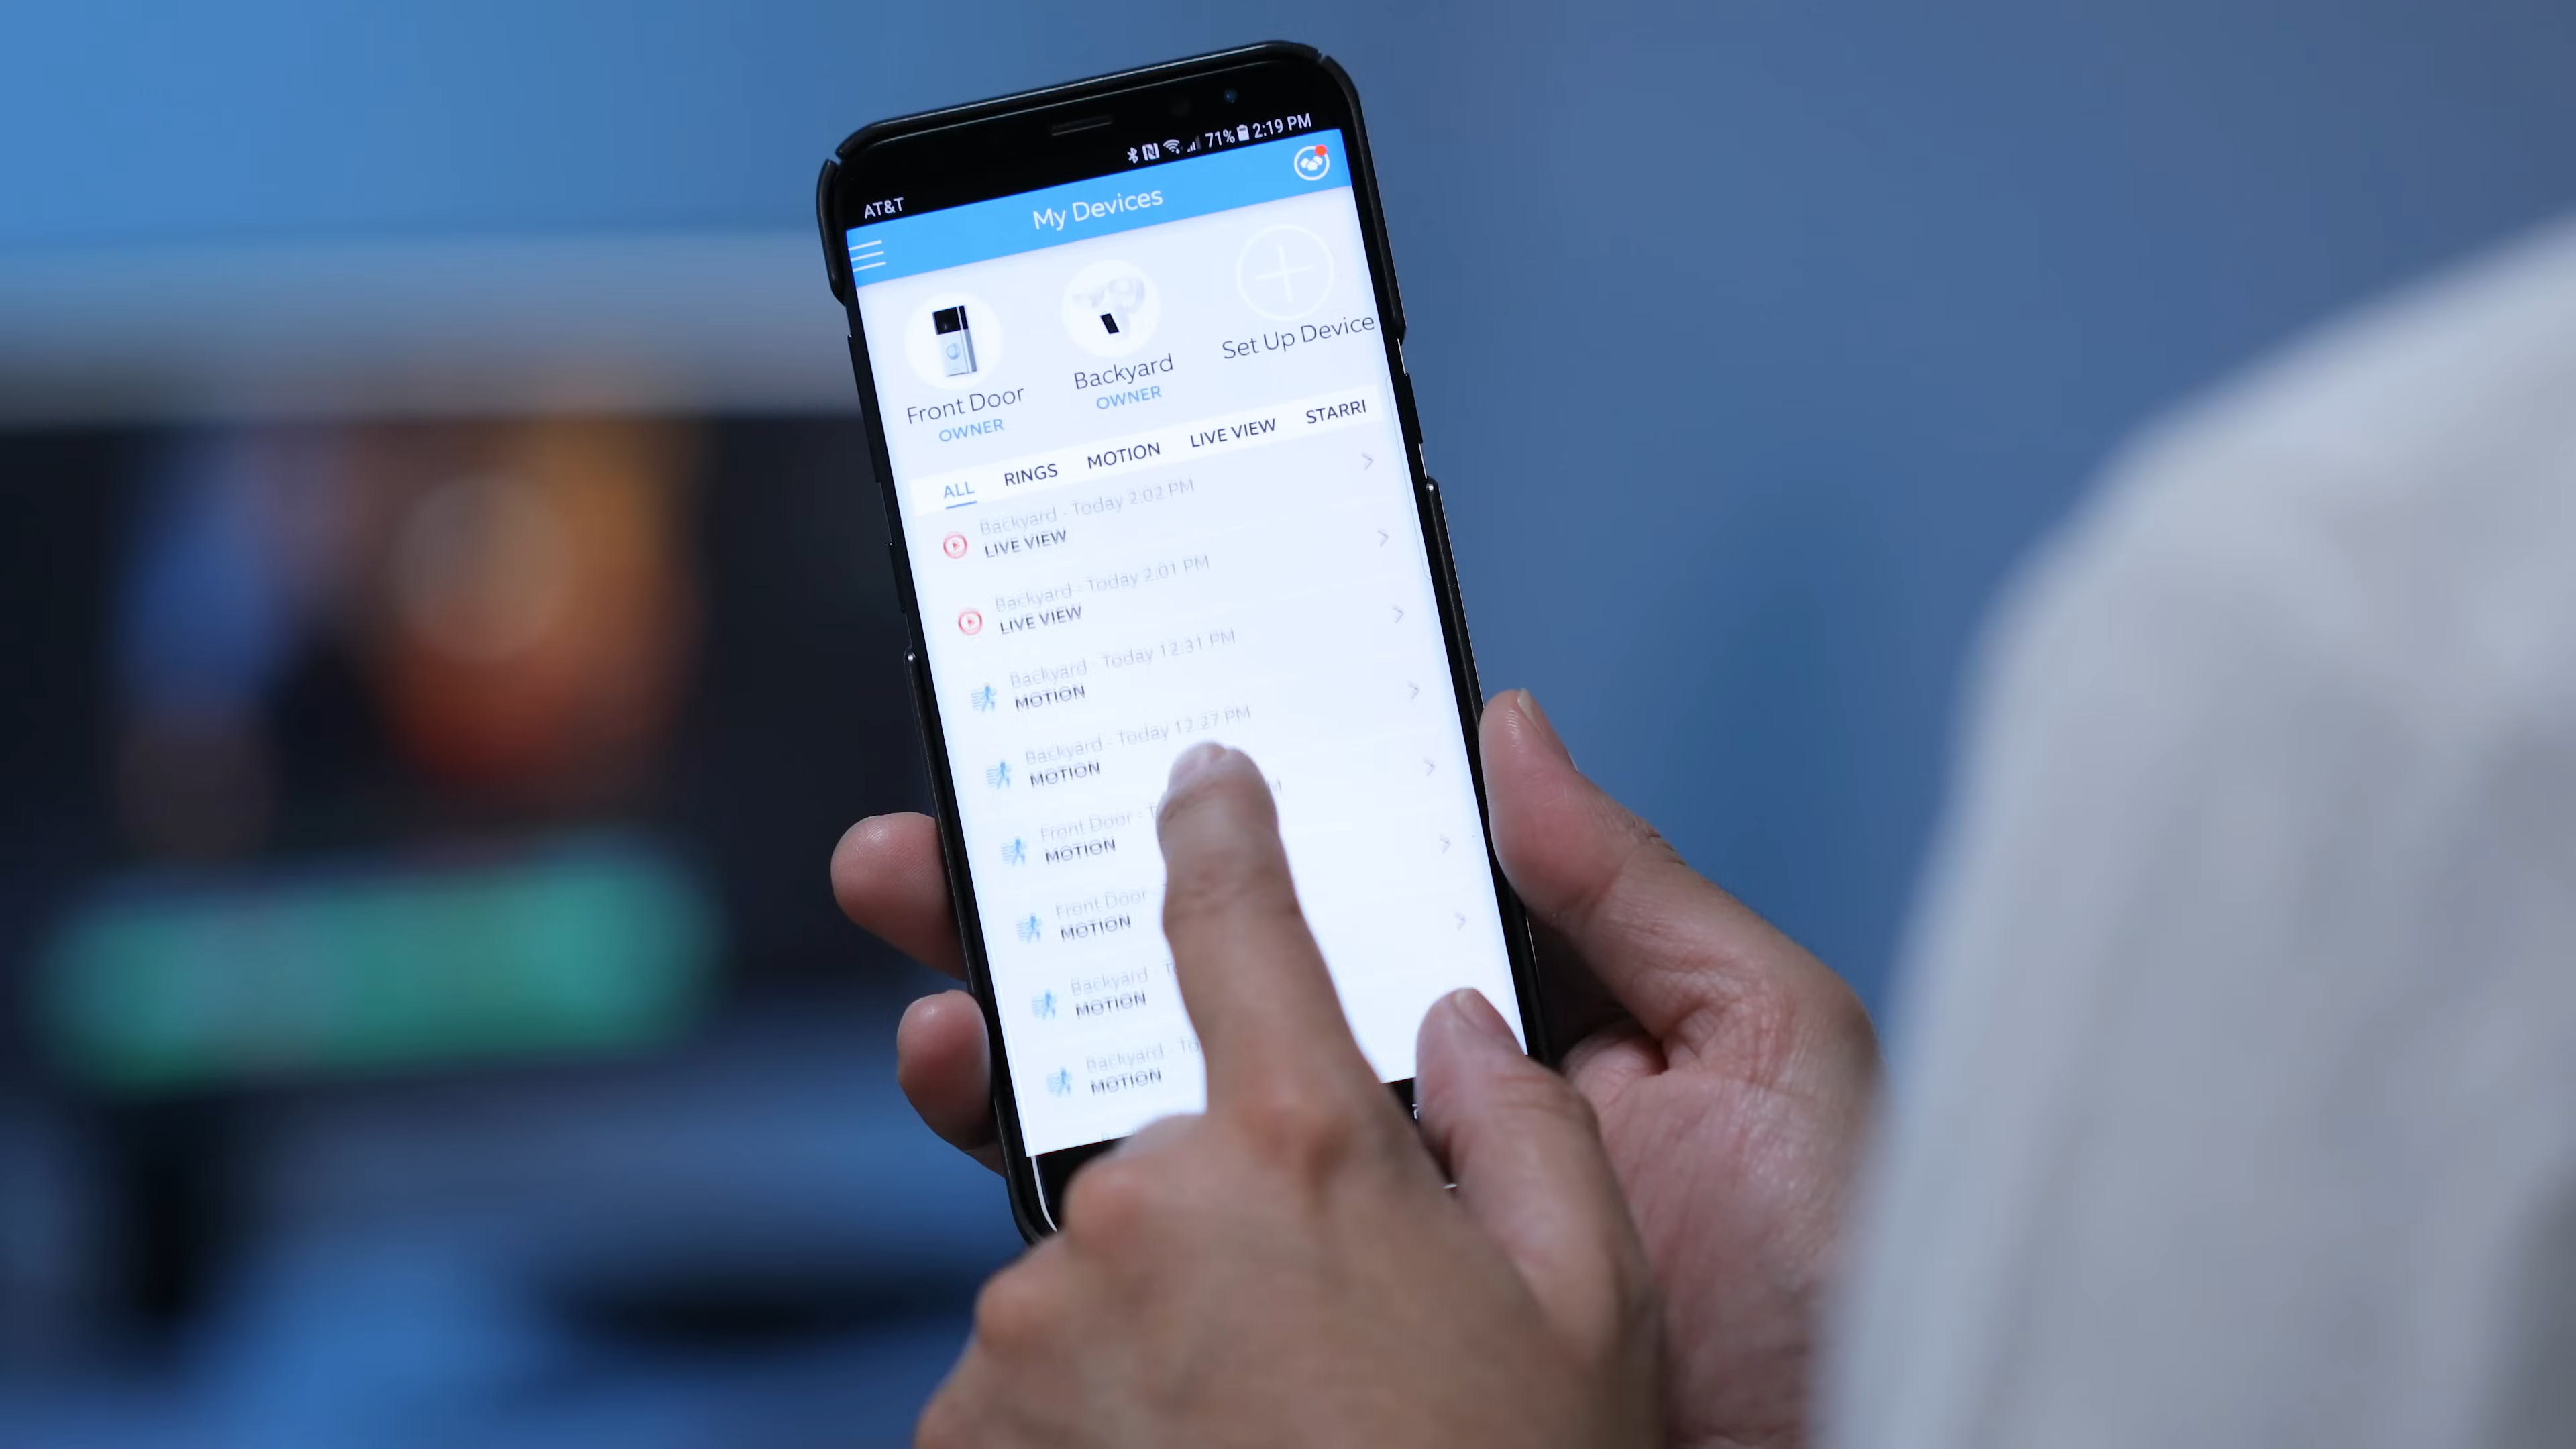 AT&T 71% 2:19 PM
My Devices
Front Door
OWNER
Backyard
OWNER
Set Up Device
ALL RINGS MOTION LIVE VIEW STARRI
Backyard - Today 2:02 PM
LIVE VIEW
Backyard - Today 2:01 PM
LIVE VIEW
Backyard - Today 12:31 PM
MOTION
Backyard - Today 12:27 PM
MOTION
Front Door -
MOTION
Front Door -
MOTION
Backyard -
MOTION
Backyard -
MOTION